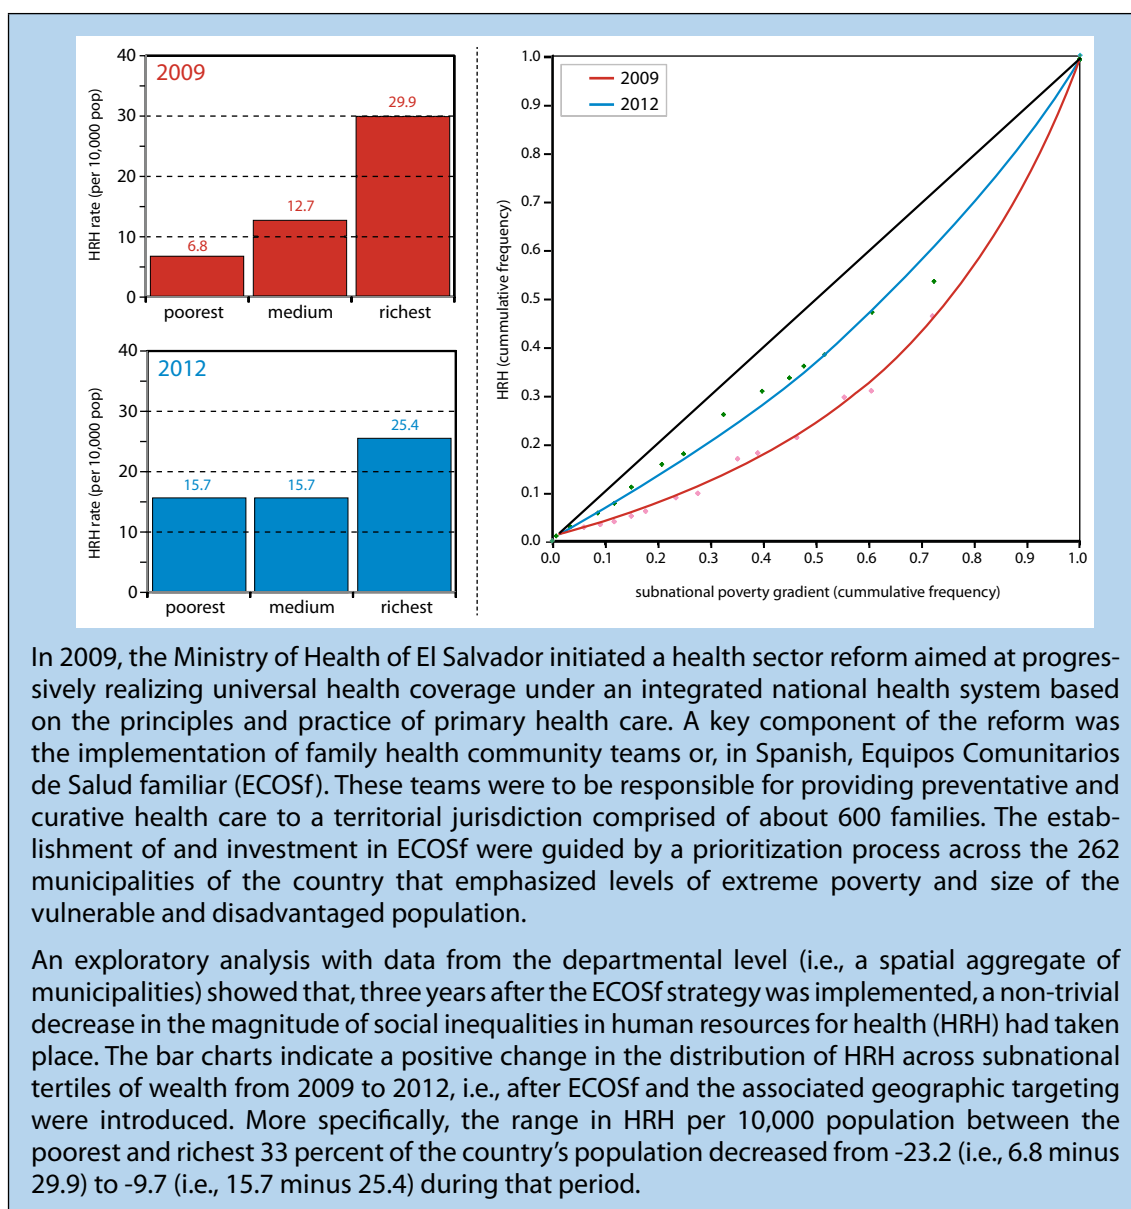 2009
HRH rate (per 10,000 pop)
40
30
20
10
0
6.8
12.7
29.9
poorest medium richest
2012
HRH rate (per 10,000 pop)
40
30
20
10
0
15.7
15.7
25.4
poorest medium richest
2009
2012
HRH (cummulative frequency)
1.0
0.9
0.8
0.7
0.6
0.5
0.4
0.3
0.2
0.1
0.0
0.0 0.1 0.2 0.3 0.4 0.5 0.6 0.7 0.8 0.9 1.0
subnational poverty gradient (cummulative frequency)
In 2009, the Ministry of Health of El Salvador initiated a health sector reform aimed at progres-
sively realizing universal health coverage under an integrated national health system based
on the principles and practice of primary health care. A key component of the reform was
the implementation of family health community teams or, in Spanish, Equipos Comunitarios
de Salud familiar (ECOSf). These teams were to be responsible for providing preventative and
curative health care to a territorial jurisdiction comprised of about 600 families. The estab-
lishment of and investment in ECOSf were guided by a prioritization process across the 262
municipalities of the country that emphasized levels of extreme poverty and size of the
vulnerable and disadvantaged population.
An exploratory analysis with data from the departmental level (i.e., a spatial aggregate of
municipalities) showed that, three years after the ECOSf strategy was implemented, a non-trivial
decrease in the magnitude of social inequalities in human resources for health (HRH) had taken
place. The bar charts indicate a positive change in the distribution of HRH across subnational
tertiles of wealth from 2009 to 2012, i.e., after ECOSf and the associated geographic targeting
were introduced. More specifically, the range in HRH per 10,000 population between the
poorest and richest 33 percent of the country's population decreased from -23.2 (i.e., 6.8 minus
29.9) to -9.7 (i.e., 15.7 minus 25.4) during that period.